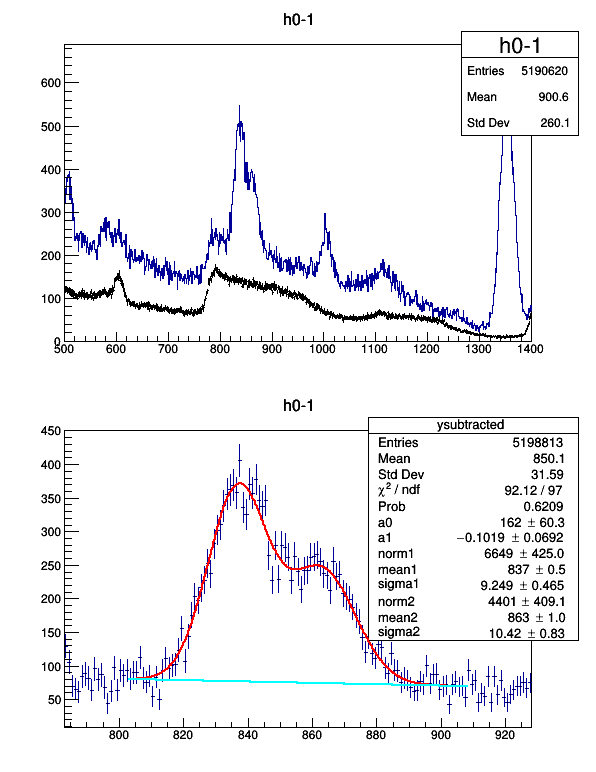 h0-1
h0-1
Entries 5190620
Mean 900.6
Std Dev 260.1
600
500
400
300
200
100
0
500 600 700 800 900 1000 1100 1200 1300 1400
h0-1
ysubtracted
Entries 5198813
Mean 850.1
Std Dev 31.59
χ² / ndf 92.12 / 97
Prob 0.6209
a0 162 ± 60.3
a1 −0.1019 ± 0.0692
norm1 6649 ± 425.0
mean1 837 ± 0.5
sigma1 9.249 ± 0.465
norm2 4401 ± 409.1
mean2 863 ± 1.0
sigma2 10.42 ± 0.83
450
400
350
300
250
200
150
100
50
800 820 840 860 880 900 920